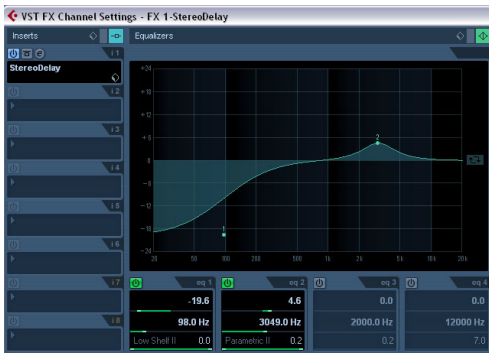 VST FX Channel Settings - FX 1-StereoDelay
Inserts
Equalizers
i 1
StereoDelay
i 2
i 3
i 4
i 5
i 6
i 7
i 8
+24
+18
+12
+6
0
-6
-12
-18
-24
20 50 100 200 500 1k 2k 5k 10k 20k
1
2
eq 1 eq 2 eq 3 eq 4
-19.6 4.6 0.0 0.0
98.0 Hz 3049.0 Hz 2000.0 Hz 12000 Hz
Low Shelf II 0.0 Parametric II 0.2 0.2 7.0